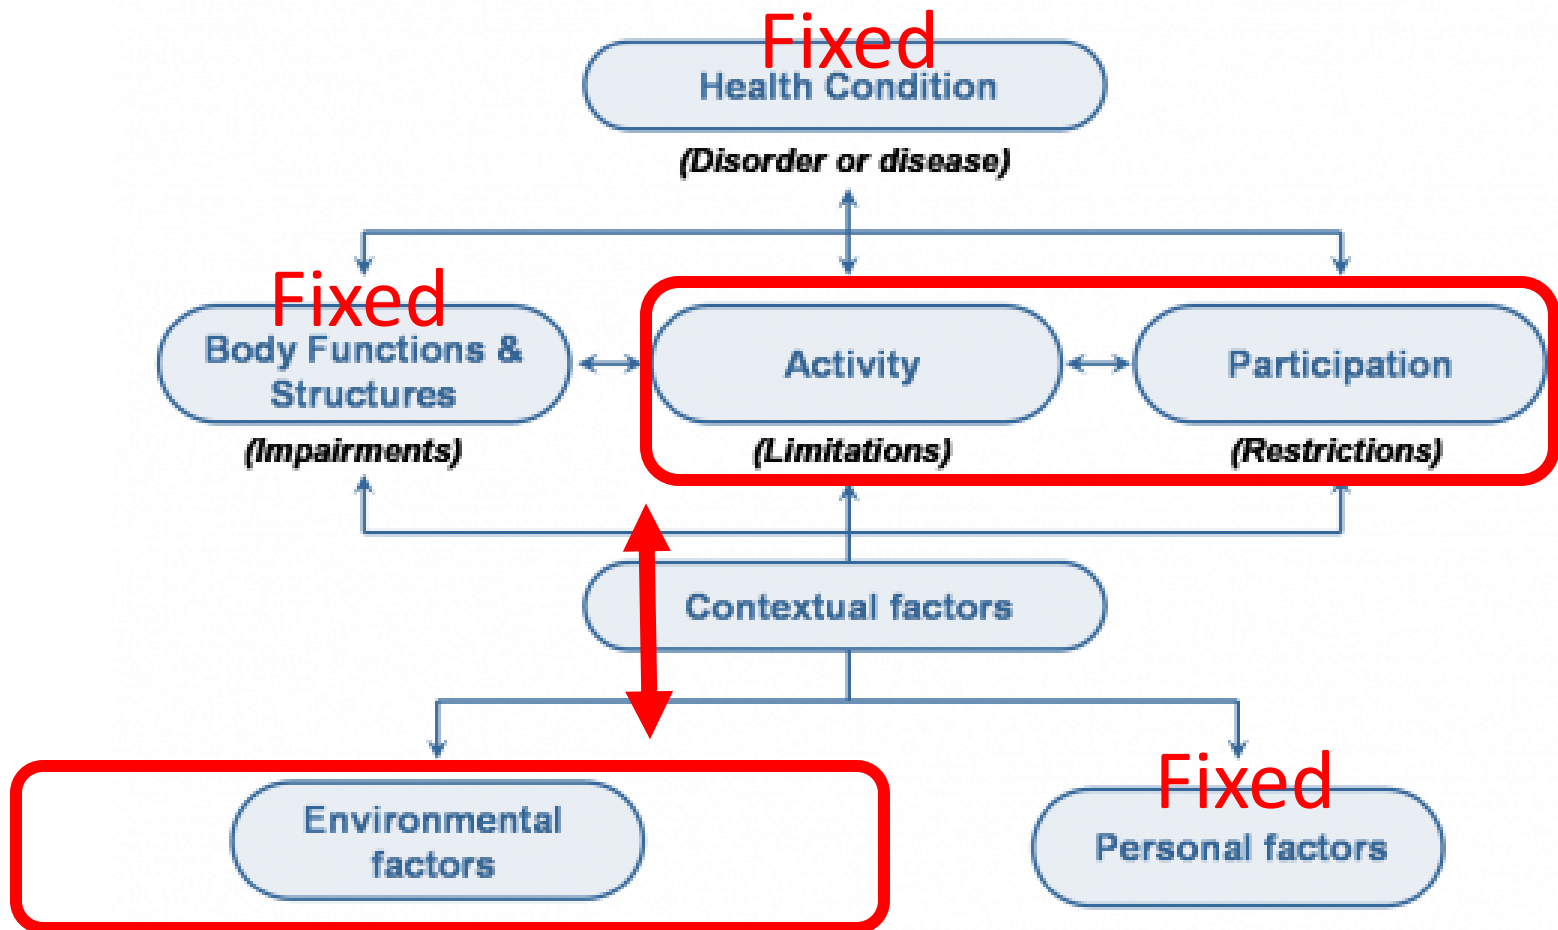 Fixed
Health Condition
(Disorder or disease)
Fixed
Body Functions &
Structures
(Impairments)
Activity
(Limitations)
Participation
(Restrictions)
Contextual factors
Environmental
factors
Fixed
Personal factors